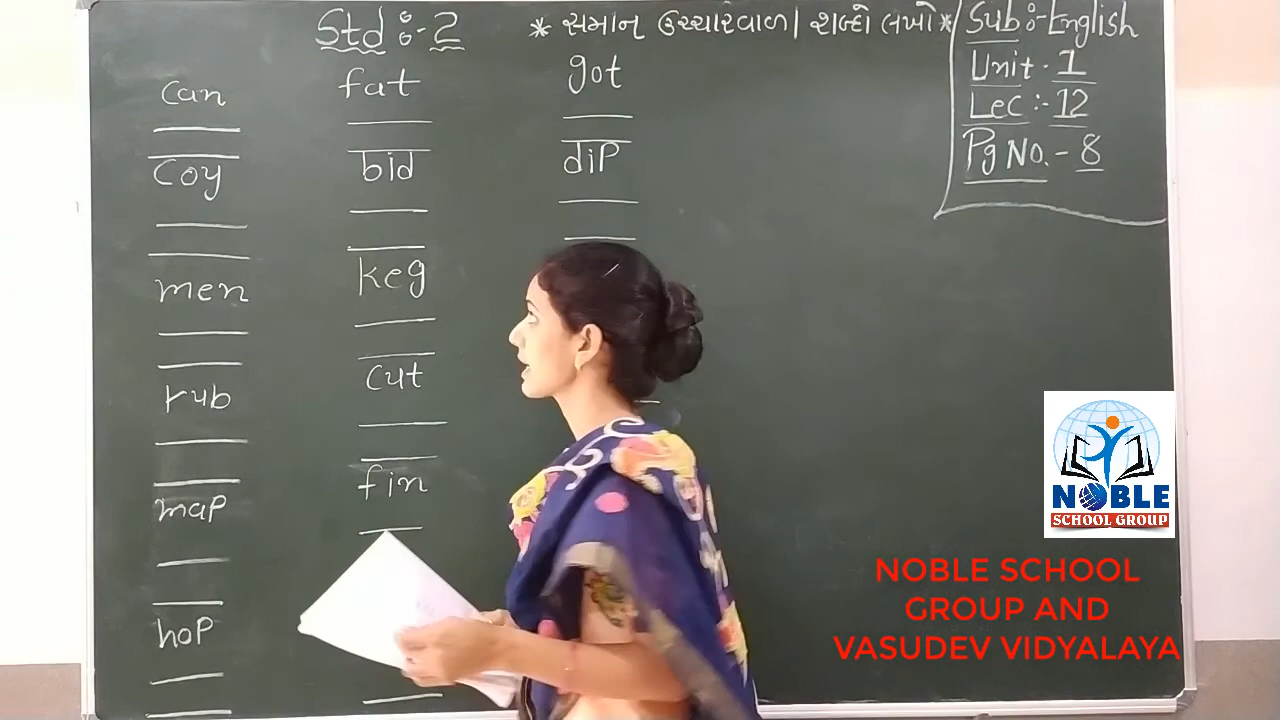 Std :- 2
* સમાન ઉચ્ચારવાળા શબ્દો લખો *
Sub :- English
Unit - 1
Lec :- 12
Pg No. - 8
can
fat
got
coy
bid
dip
men
keg
rub
cut
map
fin
hop
NOBLE
SCHOOL GROUP
NOBLE SCHOOL
GROUP AND
VASUDEV VIDYALAYA